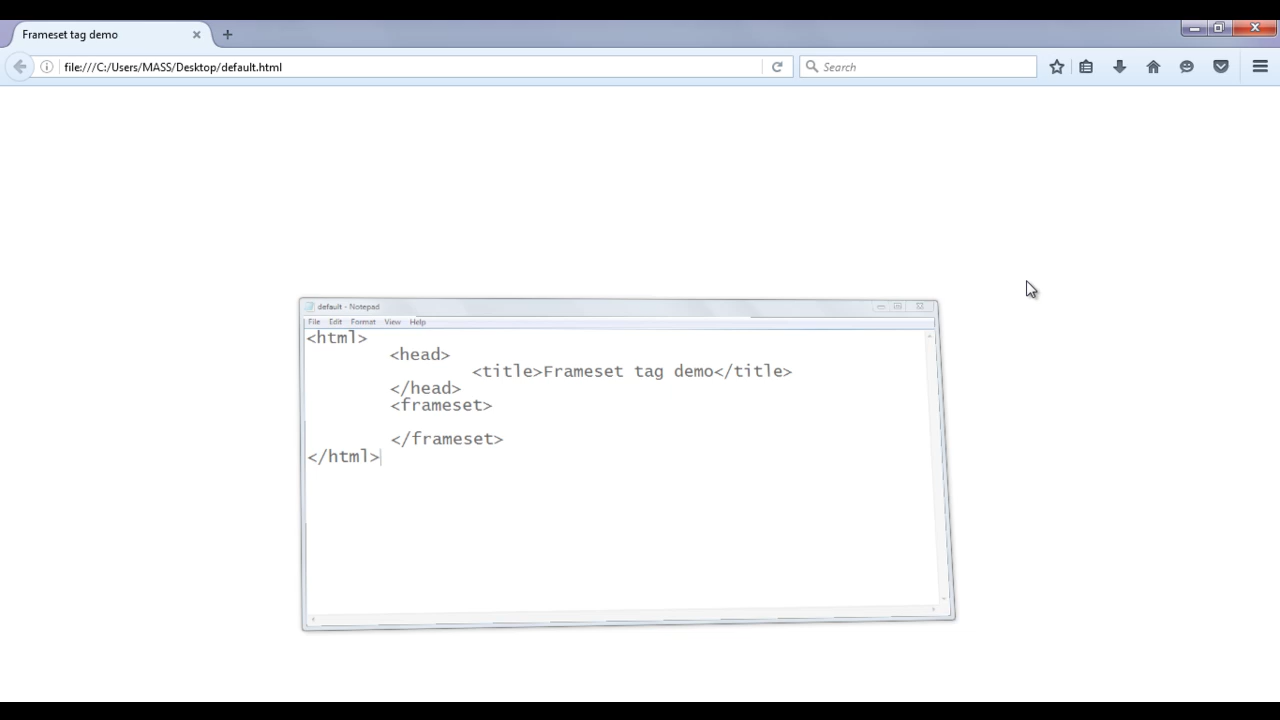 Frameset tag demo
file:///C:/Users/MASS/Desktop/default.html
Search
default - Notepad
File Edit Format View Help
<html>
<head>
<title>Frameset tag demo</title>
</head>
<frameset>
</frameset>
</html>